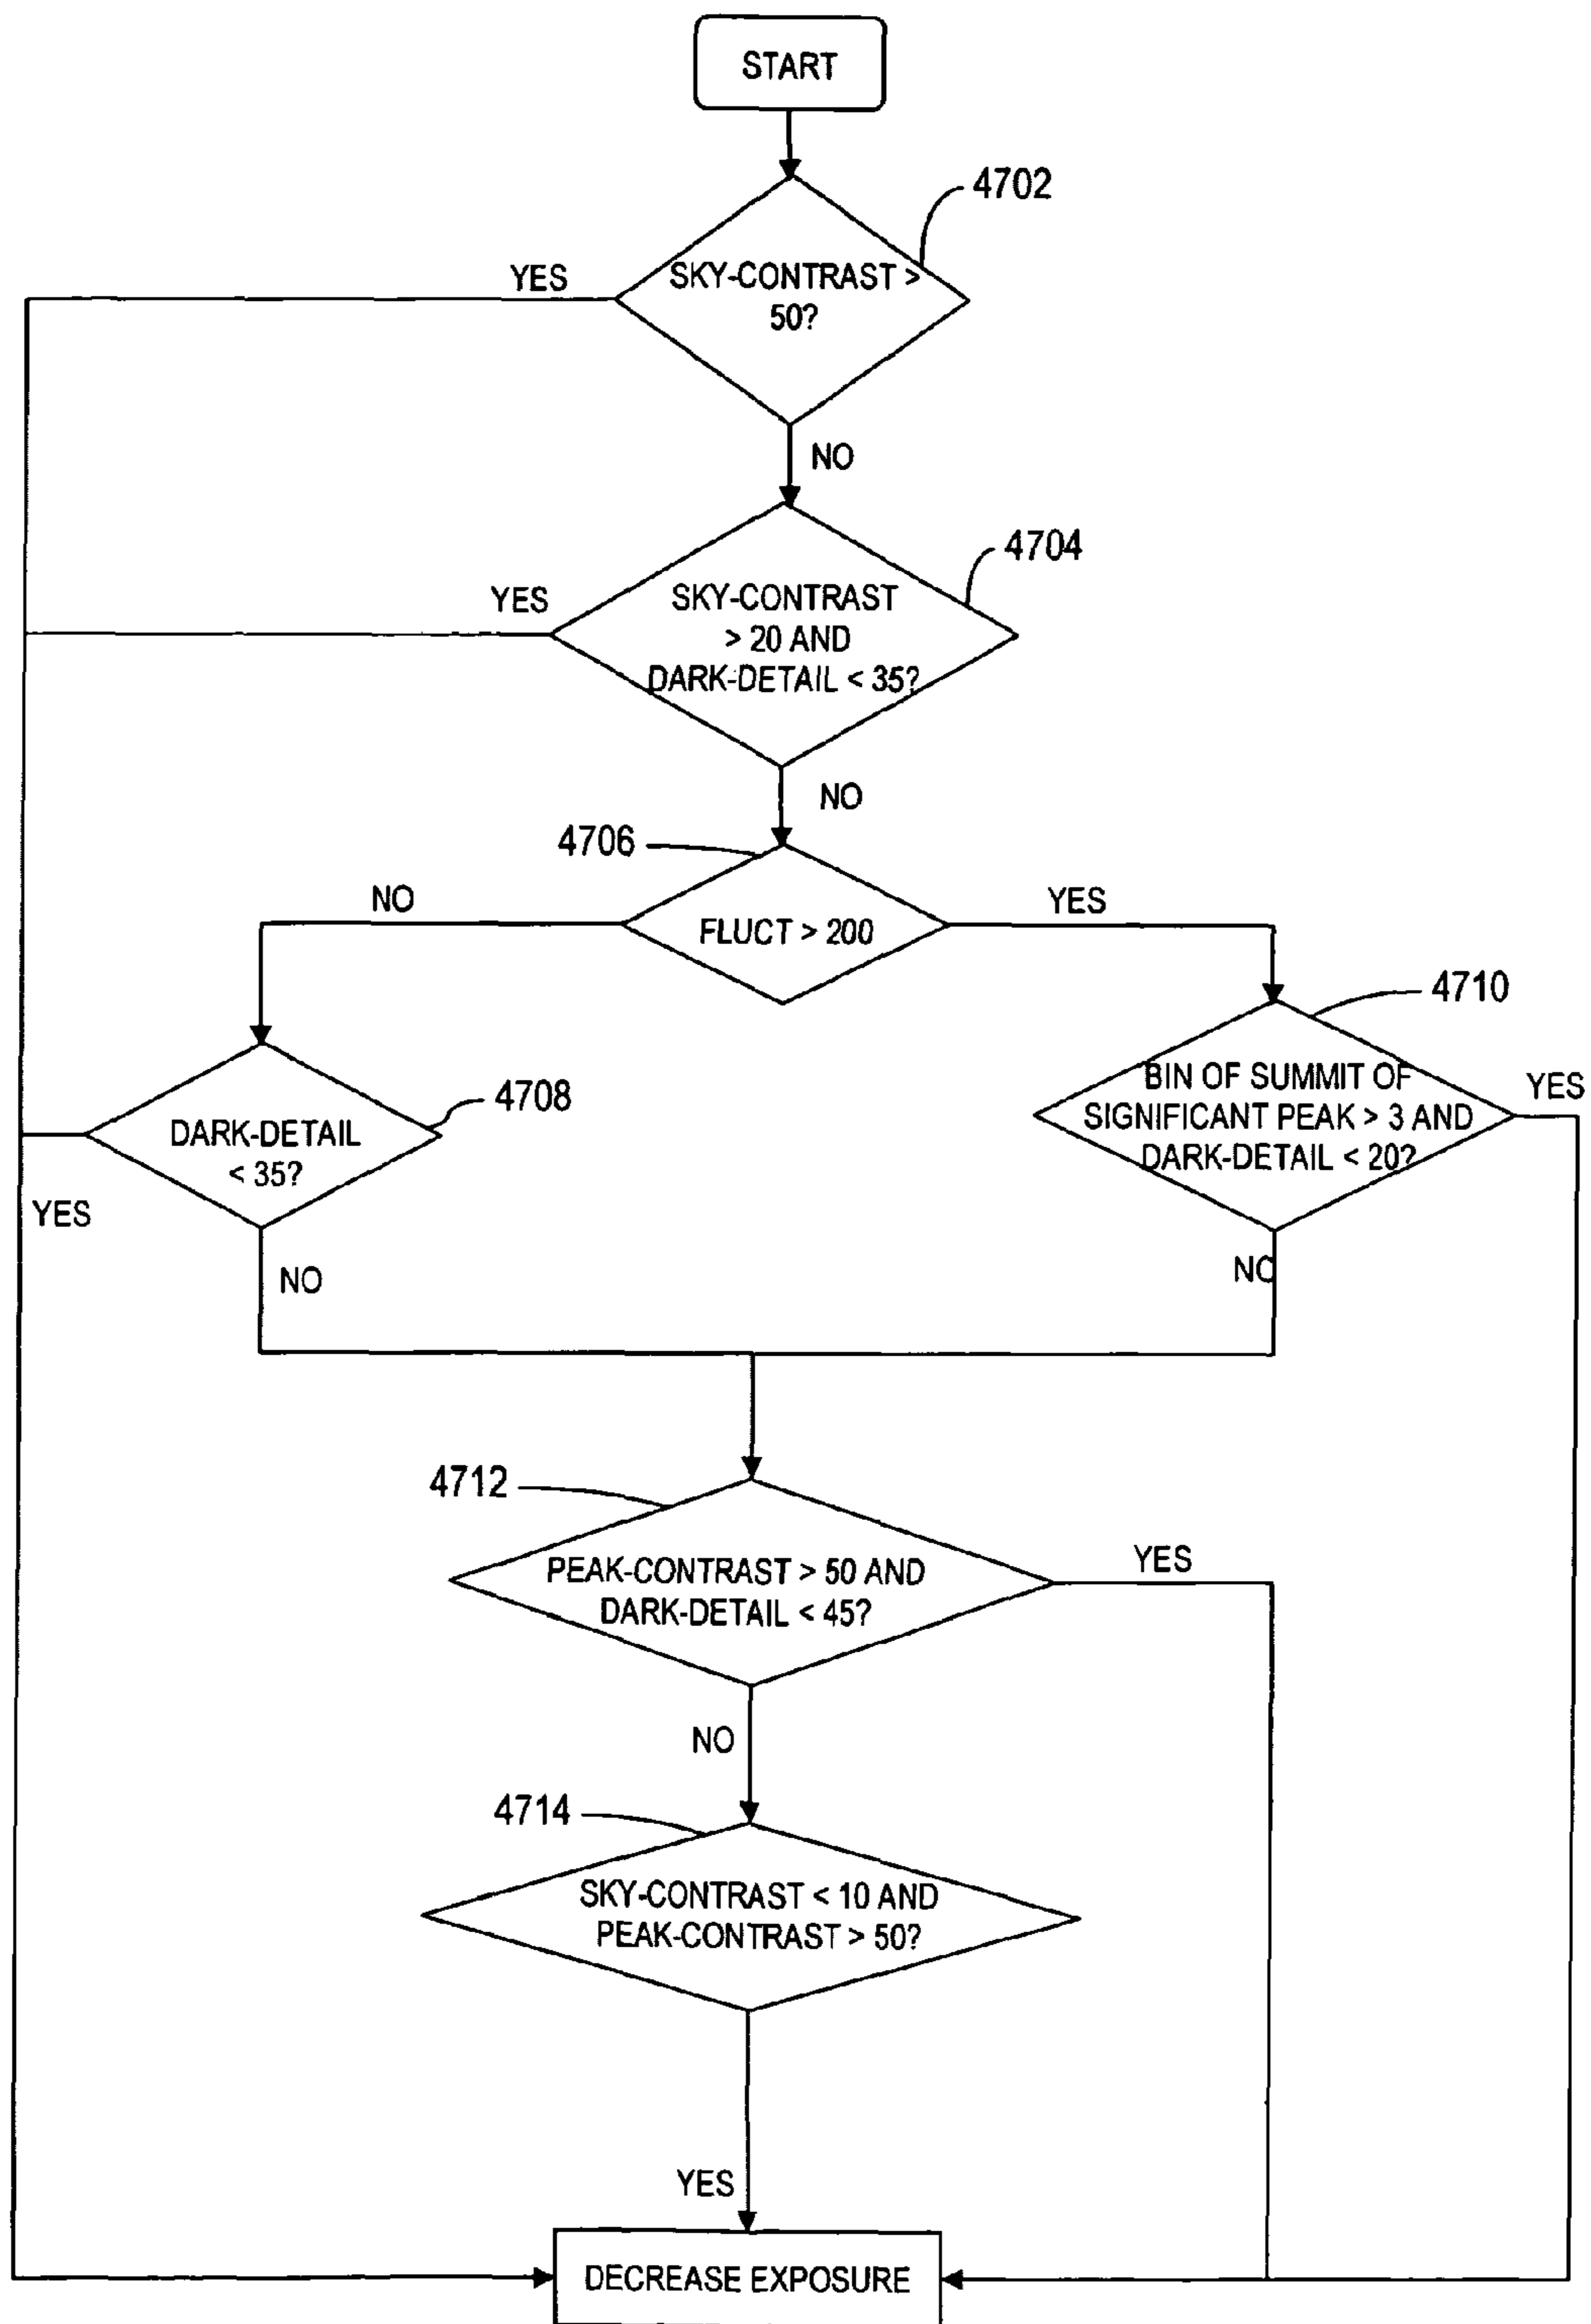 START
4702
YES
SKY-CONTRAST >
50?
NO
4704
YES
SKY-CONTRAST
> 20 AND
DARK-DETAIL < 35?
NO
4706
NO
YES
FLUCT > 200
4710
4708
BIN OF SUMMIT OF
SIGNIFICANT PEAK > 3 AND
DARK-DETAIL < 20?
YES
DARK-DETAIL
< 35?
YES
NO
NO
4712
PEAK-CONTRAST > 50 AND
DARK-DETAIL < 45?
YES
NO
4714
SKY-CONTRAST < 10 AND
PEAK-CONTRAST > 50?
YES
DECREASE EXPOSURE